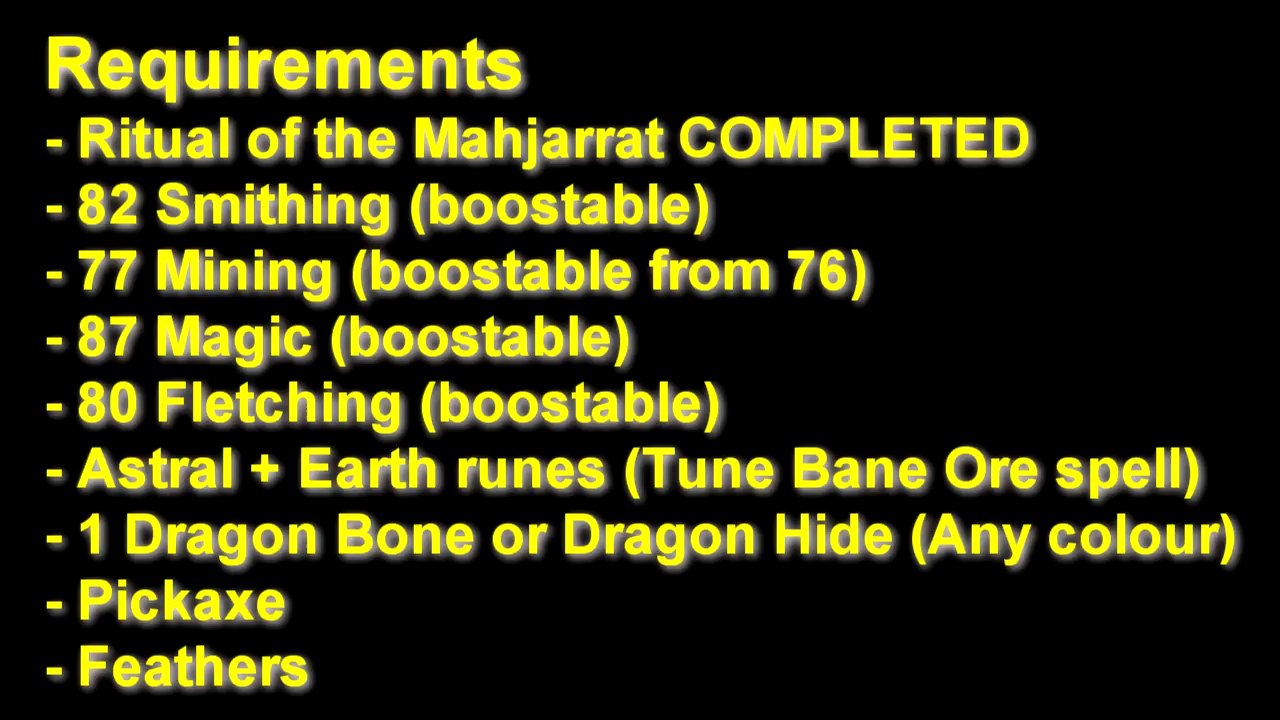 Requirements
- Ritual of the Mahjarrat COMPLETED
- 82 Smithing (boostable)
- 77 Mining (boostable from 76)
- 87 Magic (boostable)
- 80 Fletching (boostable)
- Astral + Earth runes (Tune Bane Ore spell)
- 1 Dragon Bone or Dragon Hide (Any colour)
- Pickaxe
- Feathers